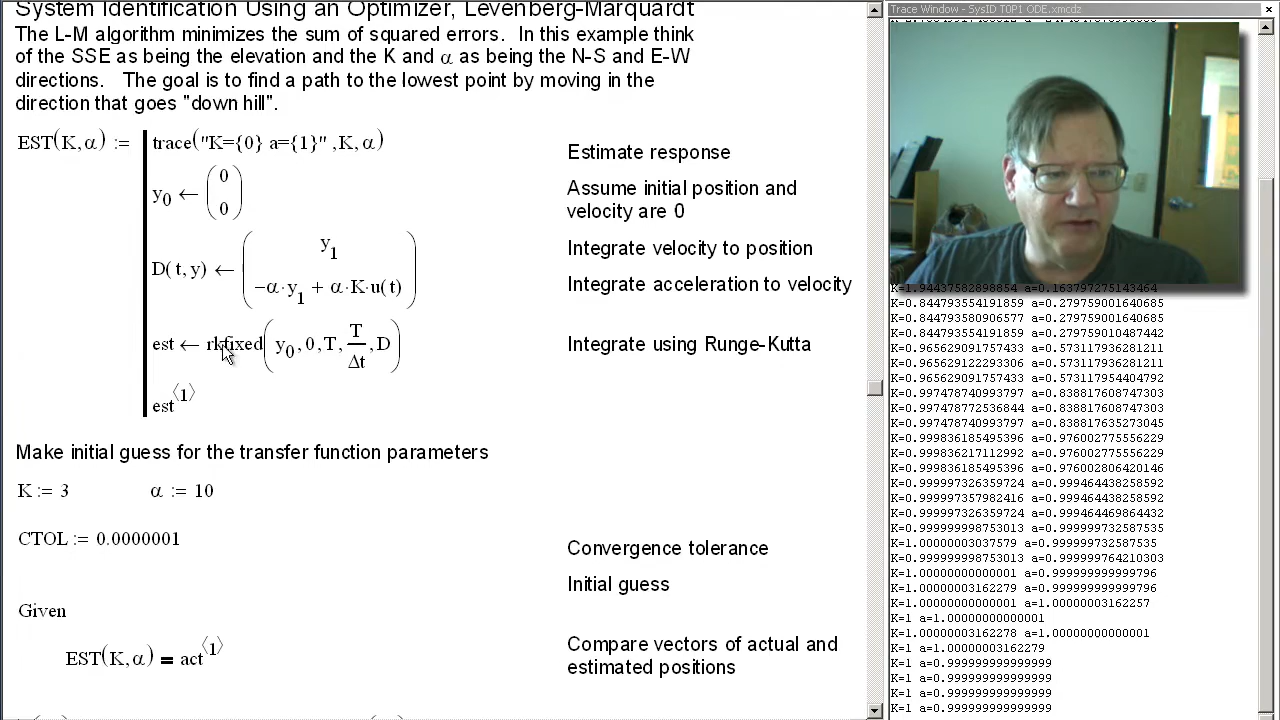 System Identification Using an Optimizer, Levenberg-Marquardt
The L-M algorithm minimizes the sum of squared errors. In this example think
of the SSE as being the elevation and the K and α as being the N-S and E-W
directions. The goal is to find a path to the lowest point by moving in the
direction that goes "down hill".
EST(K,α) :=
trace("K={0} a={1}" ,K,α)
Estimate response
y0 ← (0 0)
Assume initial position and
velocity are 0
D(t,y) ← (y1
−α·y1 + α·K·u(t))
Integrate velocity to position
Integrate acceleration to velocity
est ← rkfixed(y0,0,T,T/Δt,D)
Integrate using Runge-Kutta
est⟨1⟩
Make initial guess for the transfer function parameters
K := 3 α := 10
CTOL := 0.0000001
Convergence tolerance
Initial guess
Given
EST(K,α) = act⟨1⟩
Compare vectors of actual and
estimated positions
Trace Window - SysID T0P1 ODE.xmcdz
K=1.94437582898854 a=0.163797275143464
K=0.844793554191859 a=0.279759001640685
K=0.844793580906577 a=0.279759001640685
K=0.844793554191859 a=0.279759010487442
K=0.965629091757433 a=0.573117936281211
K=0.965629122293306 a=0.573117936281211
K=0.965629091757433 a=0.573117954404792
K=0.997478740993797 a=0.838817608747303
K=0.997478772536844 a=0.838817608747303
K=0.997478740993797 a=0.838817635273045
K=0.999836185495396 a=0.976002775556229
K=0.999836217112992 a=0.976002775556229
K=0.999836185495396 a=0.976002806420146
K=0.999997326359724 a=0.999464438258592
K=0.999997357982416 a=0.999464438258592
K=0.999997326359724 a=0.999464469864432
K=0.999999998753013 a=0.999999732587535
K=1.00000003037579 a=0.999999732587535
K=0.999999998753013 a=0.999999764210303
K=1.00000000000001 a=0.999999999999796
K=1.00000003162279 a=0.999999999999796
K=1.00000000000001 a=1.00000003162257
K=1 a=1.00000000000001
K=1.00000003162278 a=1.00000000000001
K=1 a=1.00000003162279
K=1 a=0.999999999999999
K=1 a=0.999999999999999
K=1 a=0.999999999999999
K=1 a=0.999999999999999